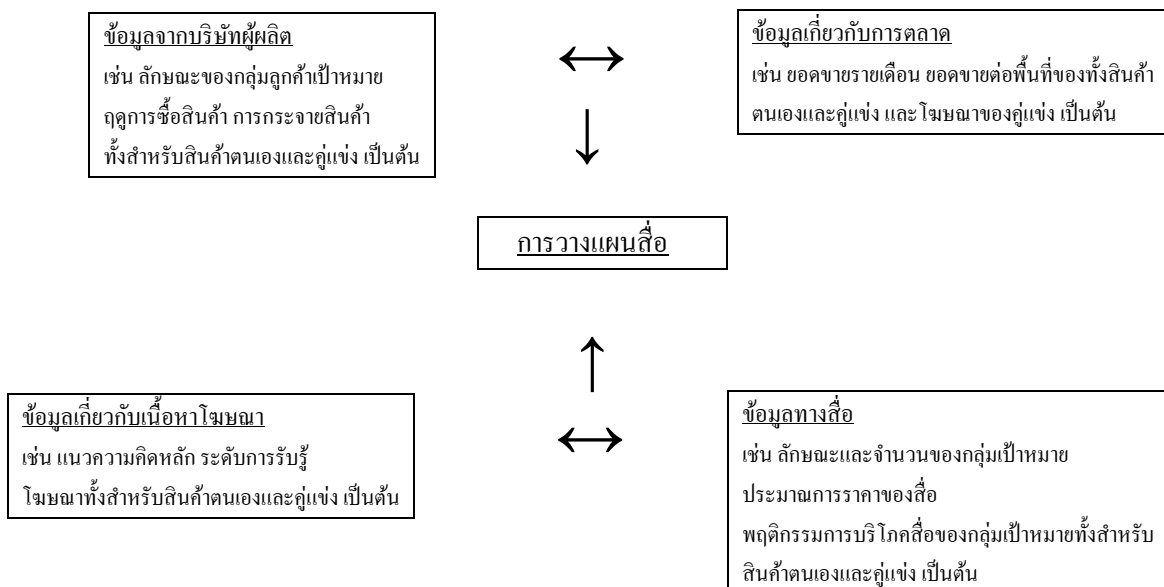 ข้อมูลจากบริษัทผู้ผลิต
เช่น ลักษณะของกลุ่มลูกค้าเป้าหมาย
ฤดูการซื้อสินค้า การกระจายสินค้า
ทั้งสำหรับสินค้าตนเองและคู่แข่ง เป็นต้น
ข้อมูลเกี่ยวกับการตลาด
เช่น ยอดขายรายเดือน ยอดขายต่อพื้นที่ของทั้งสินค้า
ตนเองและคู่แข่ง และโฆษณาของคู่แข่ง เป็นต้น
การวางแผนสื่อ
ข้อมูลเกี่ยวกับเนื้อหาโฆษณา
เช่น แนวความคิดหลัก ระดับการรับรู้
โฆษณาทั้งสำหรับสินค้าตนเองและคู่แข่ง เป็นต้น
ข้อมูลทางสื่อ
เช่น ลักษณะและจำนวนของกลุ่มเป้าหมาย
ประมาณการราคาของสื่อ
พฤติกรรมการบริโภคสื่อของกลุ่มเป้าหมายทั้งสำหรับ
สินค้าตนเองและคู่แข่ง เป็นต้น